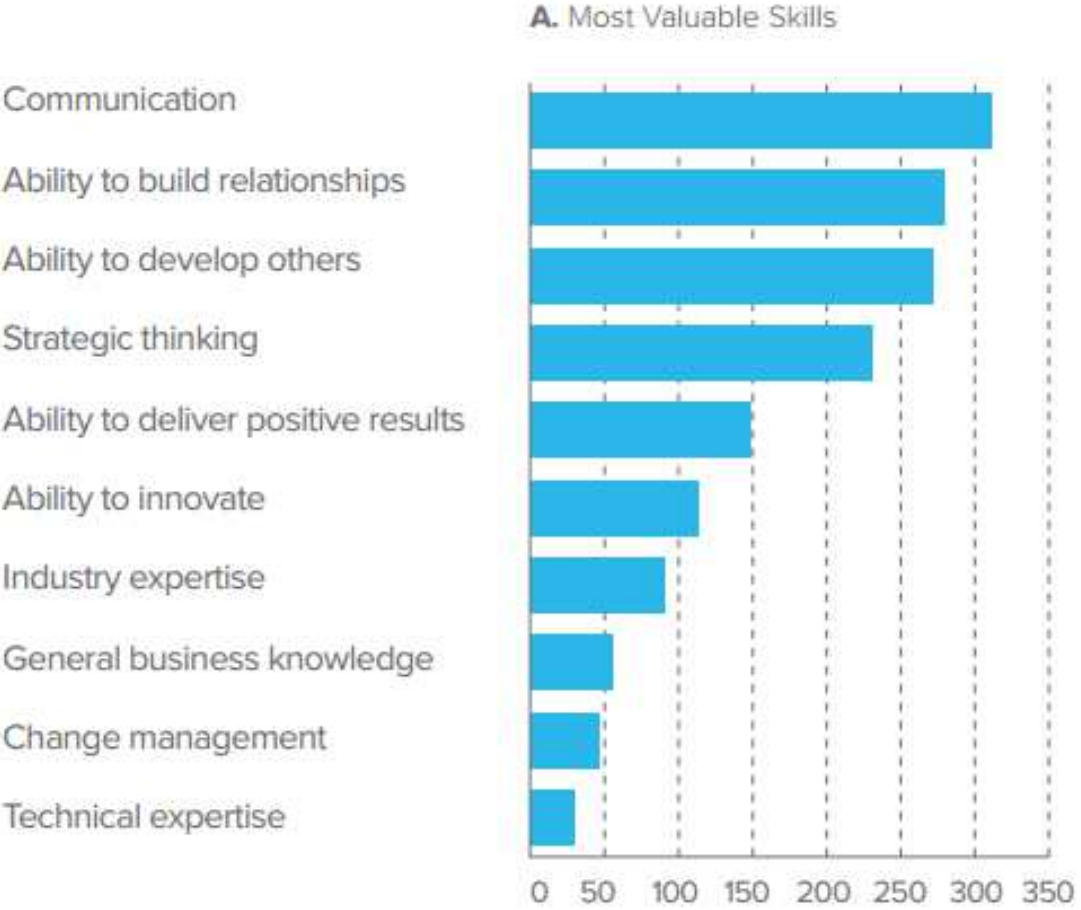 A. Most Valuable Skills
Communication
Ability to build relationships
Ability to develop others
Strategic thinking
Ability to deliver positive results
Ability to innovate
Industry expertise
General business knowledge
Change management
Technical expertise
0 50 100 150 200 250 300 350